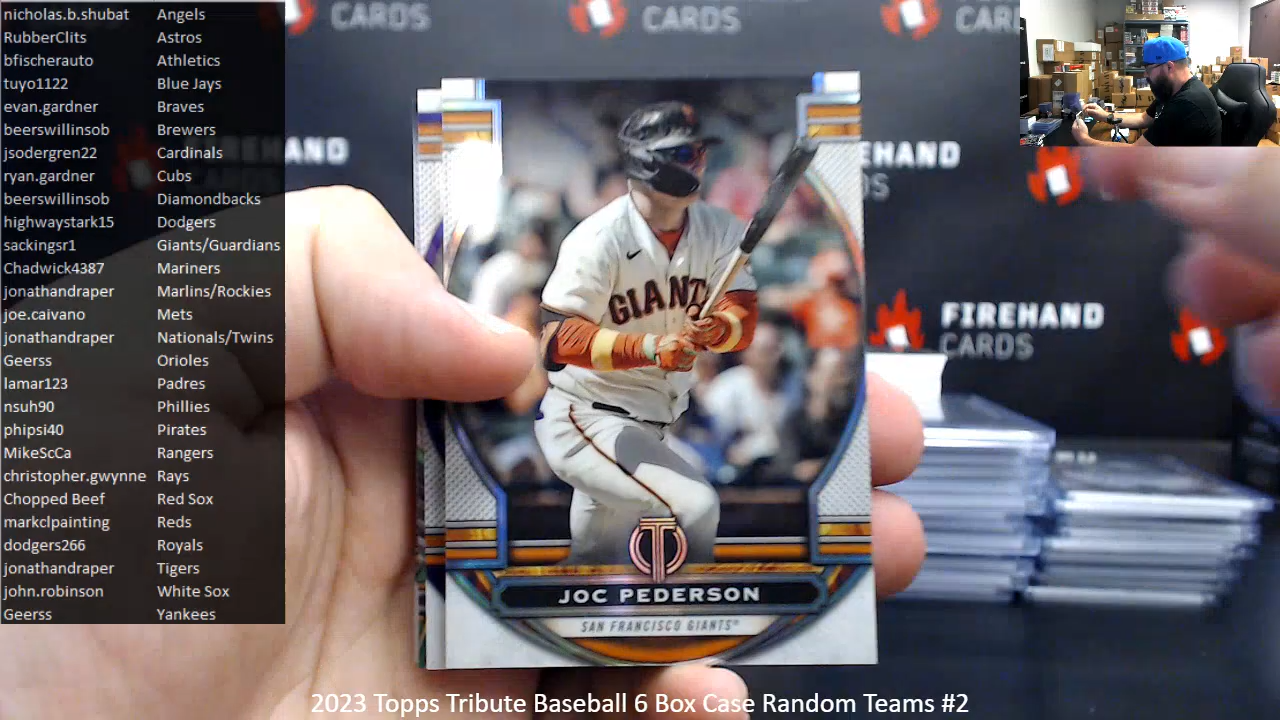 nicholas.b.shubat Angels
RubberClits Astros
bfischerauto Athletics
tuyo1122 Blue Jays
evan.gardner Braves
beerswillinsob Brewers
jsodergren22 Cardinals
ryan.gardner Cubs
beerswillinsob Diamondbacks
highwaystark15 Dodgers
sackingsr1 Giants/Guardians
Chadwick4387 Mariners
jonathandraper Marlins/Rockies
joe.caivano Mets
jonathandraper Nationals/Twins
Geerss Orioles
lamar123 Padres
nsuh90 Phillies
phipsi40 Pirates
MikeScCa Rangers
christopher.gwynne Rays
Chopped Beef Red Sox
markclpainting Reds
dodgers266 Royals
jonathandraper Tigers
john.robinson White Sox
Geerss Yankees
CARDS
CARDS
CAR
FIREHAND
CARDS
EHAND
DS
FIREHAND
CARDS
GIANT
JOC PEDERSON
SAN FRANCISCO GIANTS
2023 Topps Tribute Baseball 6 Box Case Random Teams #2